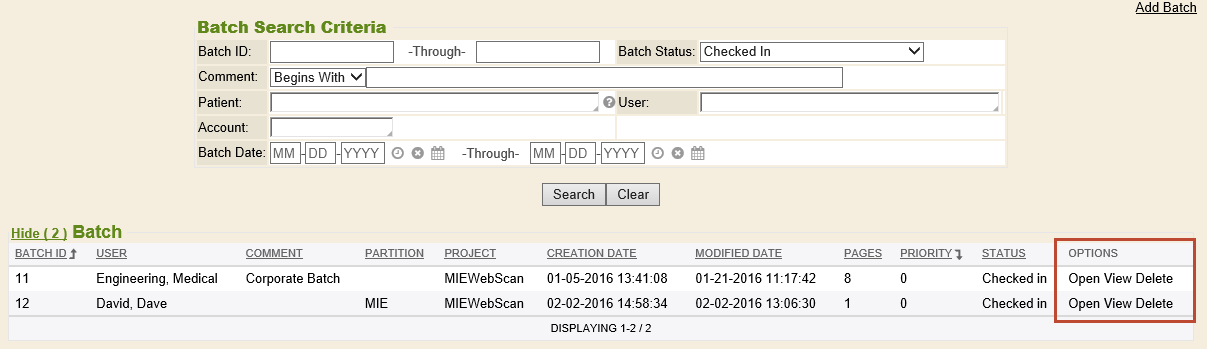 Add Batch
Batch Search Criteria
Batch ID: -Through- Batch Status: Checked In
Comment: Begins With
Patient: User:
Account:
Batch Date: MM - DD - YYYY -Through- MM - DD - YYYY
Search Clear
Hide ( 2 ) Batch
BATCH ID USER COMMENT PARTITION PROJECT CREATION DATE MODIFIED DATE PAGES PRIORITY STATUS OPTIONS
11 Engineering, Medical Corporate Batch MIEWebScan 01-05-2016 13:41:08 01-21-2016 11:17:42 8 0 Checked in Open View Delete
12 David, Dave MIE MIEWebScan 02-02-2016 14:58:34 02-02-2016 13:06:30 1 0 Checked in Open View Delete
DISPLAYING 1-2 / 2